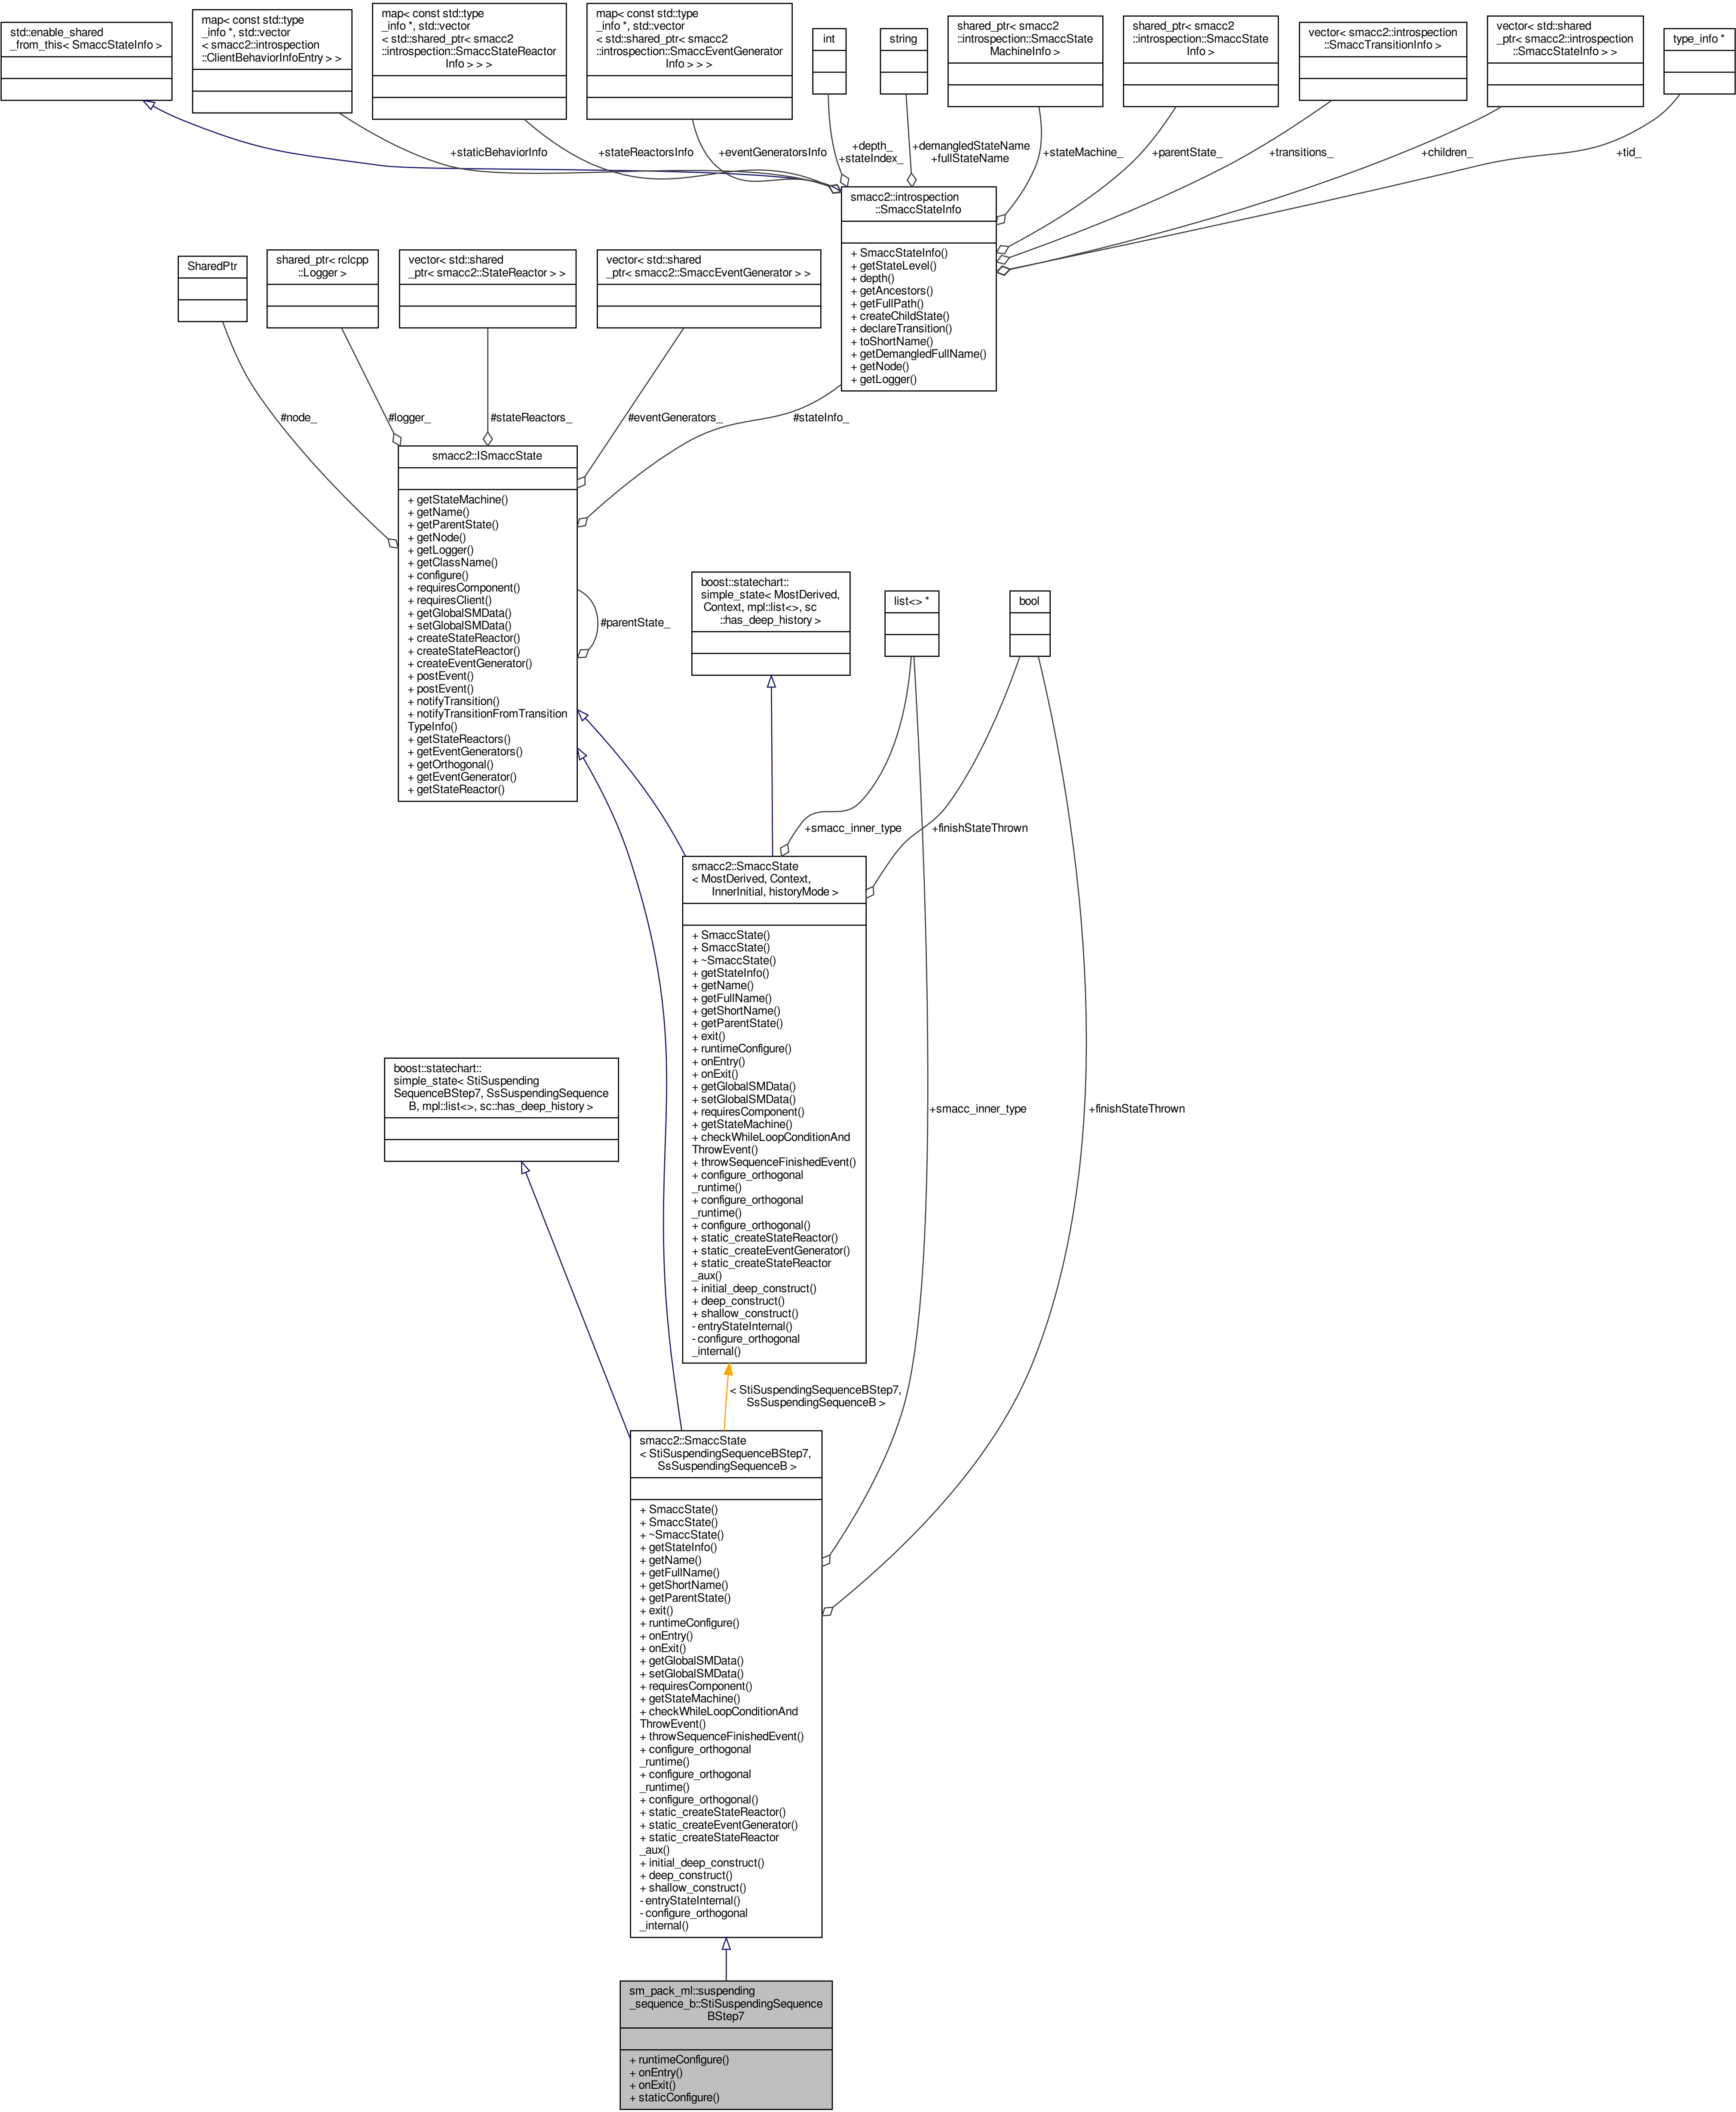 std::enable_shared
_from_this< SmaccStateInfo >
map< const std::type
_info *, std::vector
< smacc2::introspection
::ClientBehaviorInfoEntry > >
map< const std::type
_info *, std::vector
< std::shared_ptr< smacc2
::introspection::SmaccStateReactor
Info > > >
map< const std::type
_info *, std::vector
< std::shared_ptr< smacc2
::introspection::SmaccEventGenerator
Info > > >
int
string
shared_ptr< smacc2
::introspection::SmaccState
MachineInfo >
shared_ptr< smacc2
::introspection::SmaccState
Info >
vector< smacc2::introspection
::SmaccTransitionInfo >
vector< std::shared
_ptr< smacc2::introspection
::SmaccStateInfo > >
type_info *
+staticBehaviorInfo
+stateReactorsInfo
+eventGeneratorsInfo
+depth_
+stateIndex_
+demangledStateName
+fullStateName
+stateMachine_
+parentState_
+transitions_
+children_
+tid_
smacc2::introspection
::SmaccStateInfo
+ SmaccStateInfo()
+ getStateLevel()
+ depth()
+ getAncestors()
+ getFullPath()
+ createChildState()
+ declareTransition()
+ toShortName()
+ getDemangledFullName()
+ getNode()
+ getLogger()
SharedPtr
shared_ptr< rclcpp
::Logger >
vector< std::shared
_ptr< smacc2::StateReactor > >
vector< std::shared
_ptr< smacc2::SmaccEventGenerator > >
#node_
#logger_
#stateReactors_
#eventGenerators_
#stateInfo_
smacc2::ISmaccState
+ getStateMachine()
+ getName()
+ getParentState()
+ getNode()
+ getLogger()
+ getClassName()
+ configure()
+ requiresComponent()
+ requiresClient()
+ getGlobalSMData()
+ setGlobalSMData()
+ createStateReactor()
+ createStateReactor()
+ createEventGenerator()
+ postEvent()
+ postEvent()
+ notifyTransition()
+ notifyTransitionFromTransition
TypeInfo()
+ getStateReactors()
+ getEventGenerators()
+ getOrthogonal()
+ getEventGenerator()
+ getStateReactor()
#parentState_
boost::statechart::
simple_state< MostDerived,
Context, mpl::list<>, sc
::has_deep_history >
list<> *
bool
+smacc_inner_type
+finishStateThrown
smacc2::SmaccState
< MostDerived, Context,
InnerInitial, historyMode >
+ SmaccState()
+ SmaccState()
+ ~SmaccState()
+ getStateInfo()
+ getName()
+ getFullName()
+ getShortName()
+ getParentState()
+ exit()
+ runtimeConfigure()
+ onEntry()
+ onExit()
+ getGlobalSMData()
+ setGlobalSMData()
+ requiresComponent()
+ getStateMachine()
+ checkWhileLoopConditionAnd
ThrowEvent()
+ throwSequenceFinishedEvent()
+ configure_orthogonal
_runtime()
+ configure_orthogonal
_runtime()
+ configure_orthogonal()
+ static_createStateReactor()
+ static_createEventGenerator()
+ static_createStateReactor
_aux()
+ initial_deep_construct()
+ deep_construct()
+ shallow_construct()
- entryStateInternal()
- configure_orthogonal
_internal()
boost::statechart::
simple_state< StiSuspending
SequenceBStep7, SsSuspendingSequence
B, mpl::list<>, sc::has_deep_history >
+smacc_inner_type
+finishStateThrown
< StiSuspendingSequenceBStep7,
SsSuspendingSequenceB >
smacc2::SmaccState
< StiSuspendingSequenceBStep7,
SsSuspendingSequenceB >
+ SmaccState()
+ SmaccState()
+ ~SmaccState()
+ getStateInfo()
+ getName()
+ getFullName()
+ getShortName()
+ getParentState()
+ exit()
+ runtimeConfigure()
+ onEntry()
+ onExit()
+ getGlobalSMData()
+ setGlobalSMData()
+ requiresComponent()
+ getStateMachine()
+ checkWhileLoopConditionAnd
ThrowEvent()
+ throwSequenceFinishedEvent()
+ configure_orthogonal
_runtime()
+ configure_orthogonal
_runtime()
+ configure_orthogonal()
+ static_createStateReactor()
+ static_createEventGenerator()
+ static_createStateReactor
_aux()
+ initial_deep_construct()
+ deep_construct()
+ shallow_construct()
- entryStateInternal()
- configure_orthogonal
_internal()
sm_pack_ml::suspending
_sequence_b::StiSuspendingSequence
BStep7
+ runtimeConfigure()
+ onEntry()
+ onExit()
+ staticConfigure()